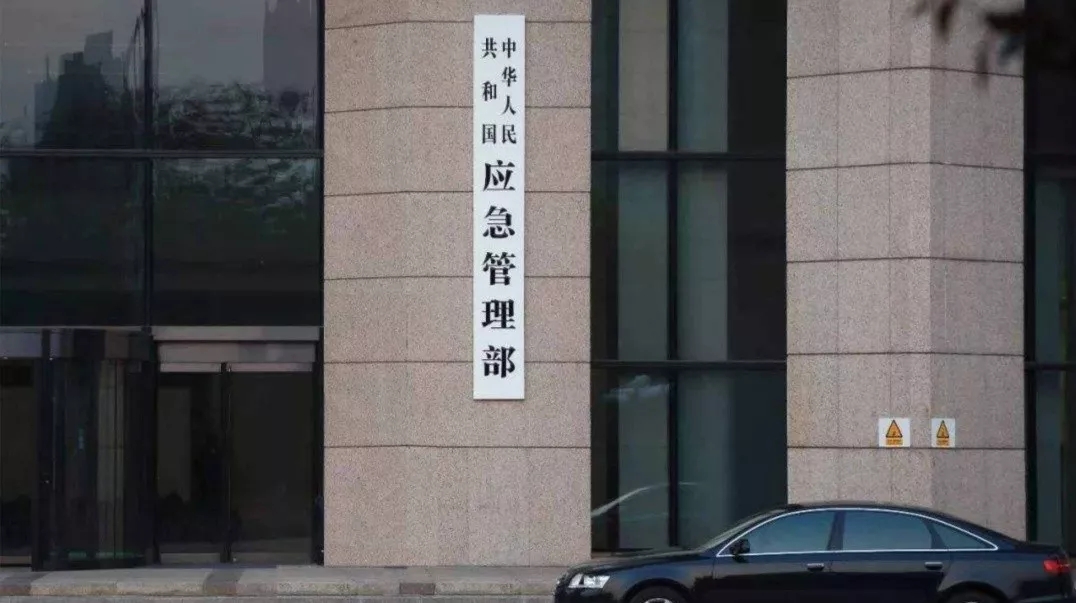 中华人民
共和国
应急管理部